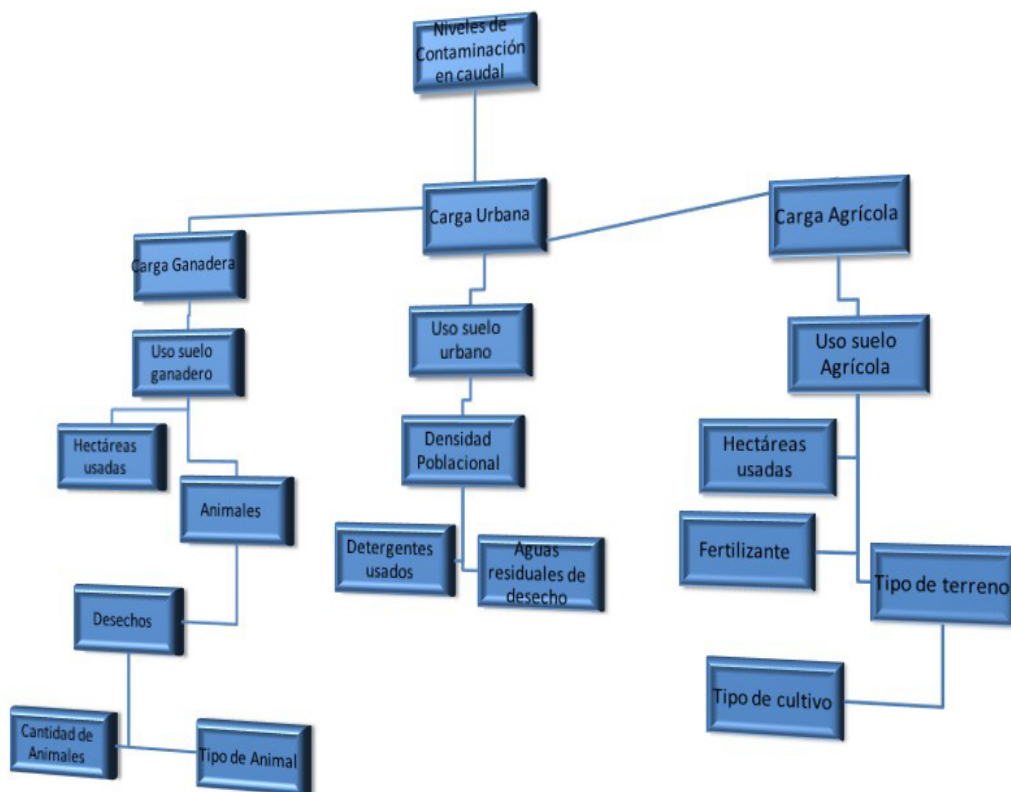 Niveles de
Contaminación
en caudal
Carga Urbana
Carga Agrícola
Carga Ganadera
Uso suelo
urbano
Uso suelo
Agrícola
Uso suelo
ganadero
Hectáreas
usadas
Densidad
Poblacional
Hectáreas
usadas
Animales
Detergentes
usados
Aguas
residuales de
desecho
Fertilizante
Tipo de terreno
Desechos
Tipo de cultivo
Cantidad de
Animales
Tipo de Animal